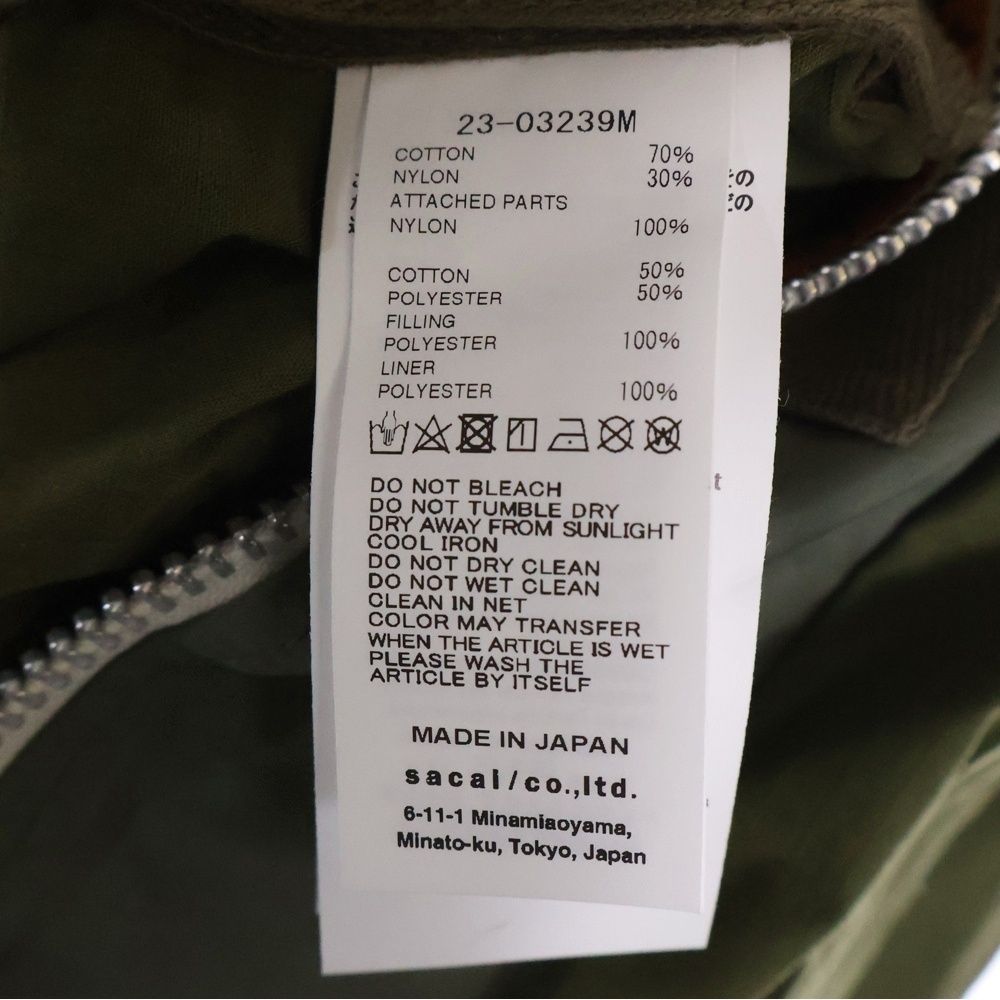 23-03239M
COTTON 70%
NYLON 30%
ATTACHED PARTS
NYLON 100%
COTTON 50%
POLYESTER 50%
FILLING
POLYESTER 100%
LINER
POLYESTER 100%
DO NOT BLEACH
DO NOT TUMBLE DRY
DRY AWAY FROM SUNLIGHT
COOL IRON
DO NOT DRY CLEAN
DO NOT WET CLEAN
CLEAN IN NET
COLOR MAY TRANSFER
WHEN THE ARTICLE IS WET
PLEASE WASH THE
ARTICLE BY ITSELF
MADE IN JAPAN
sacai/co.,ltd.
6-11-1 Minamiaoyama,
Minato-ku, Tokyo, Japan